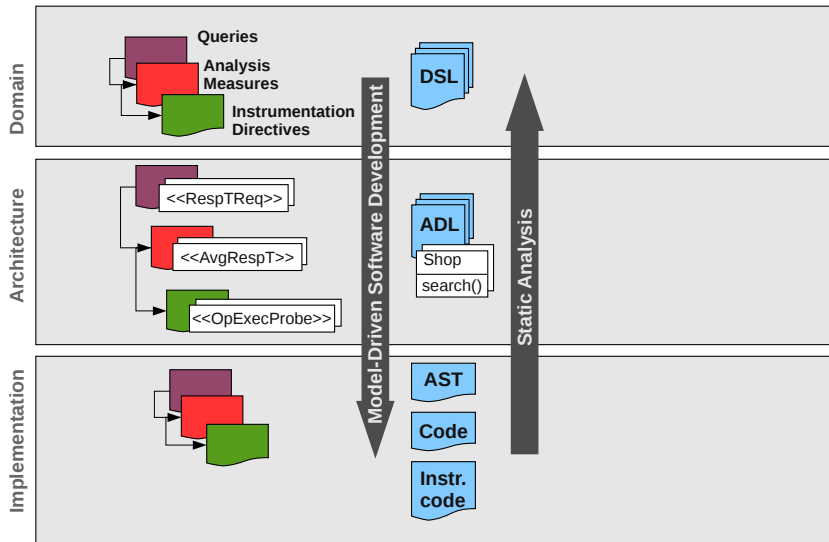 Domain
Queries
Analysis
Measures
Instrumentation
Directives
DSL
Model-Driven Software Development
Static Analysis
Architecture
<<RespTReq>>
<<AvgRespT>>
<<OpExecProbe>>
ADL
Shop
search()
Implementation
AST
Code
Instr.
code